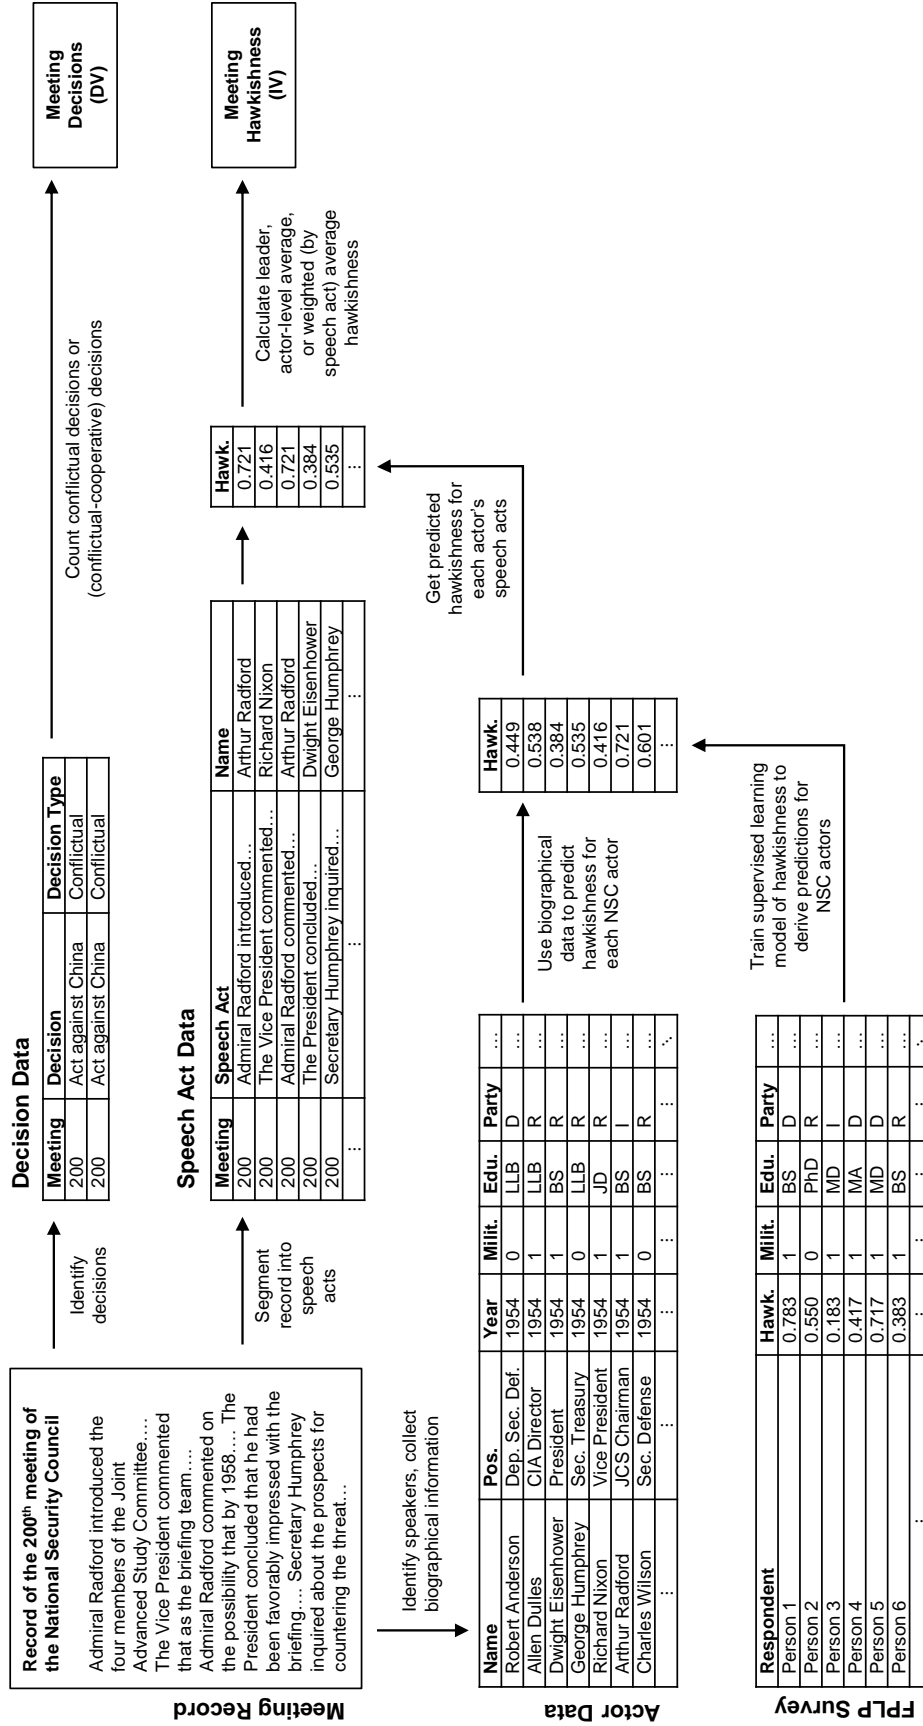 Meeting Record
Record of the 200th meeting of
the National Security Council
Admiral Radford introduced the
four members of the Joint
Advanced Study Committee….
The Vice President commented
that as the briefing team….
Admiral Radford commented on
the possibility that by 1958…. The
President concluded that he had
been favorably impressed with the
briefing…. Secretary Humphrey
inquired about the prospects for
countering the threat…
Identify
decisions
Decision Data
Meeting Decision Decision Type
200 Act against China Conflictual
200 Act against China Conflictual
Count conflictual decisions or
(conflictual-cooperative) decisions
Meeting
Decisions
(DV)
Segment
record into
speech
acts
Speech Act Data
Meeting Speech Act Name
200 Admiral Radford introduced… Arthur Radford
200 The Vice President commented… Richard Nixon
200 Admiral Radford commented… Arthur Radford
200 The President concluded… Dwight Eisenhower
200 Secretary Humphrey inquired… George Humphrey
⋮ ⋮ ⋮
Hawk.
0.721
0.416
0.721
0.384
0.535
⋮
Calculate leader,
actor-level average,
or weighted (by
speech act) average
hawkishness
Meeting
Hawkishness
(IV)
Identify speakers, collect
biographical information
Actor Data
Name Pos. Year Milit. Edu. Party …
Robert Anderson Dep. Sec. Def. 1954 0 LLB D …
Allen Dulles CIA Director 1954 1 LLB R …
Dwight Eisenhower President 1954 1 BS R …
George Humphrey Sec. Treasury 1954 0 LLB R …
Richard Nixon Vice President 1954 1 JD R …
Arthur Radford JCS Chairman 1954 1 BS I …
Charles Wilson Sec. Defense 1954 0 BS R …
⋮ ⋮ ⋮ ⋮ ⋮ ⋮ ⋱
Use biographical
data to predict
hawkishness for
each NSC actor
Hawk.
0.449
0.538
0.384
0.535
0.416
0.721
0.601
⋮
Get predicted
hawkishness for
each actor's
speech acts
FPLP Survey
Respondent Hawk. Milit. Edu. Party …
Person 1 0.783 1 BS D …
Person 2 0.550 0 PhD R …
Person 3 0.183 1 MD I …
Person 4 0.417 1 MA D …
Person 5 0.717 1 MD D …
Person 6 0.383 1 BS R …
⋮ ⋮ ⋮ ⋮ ⋮ ⋱
Train supervised learning
model of hawkishness to
derive predictions for
NSC actors